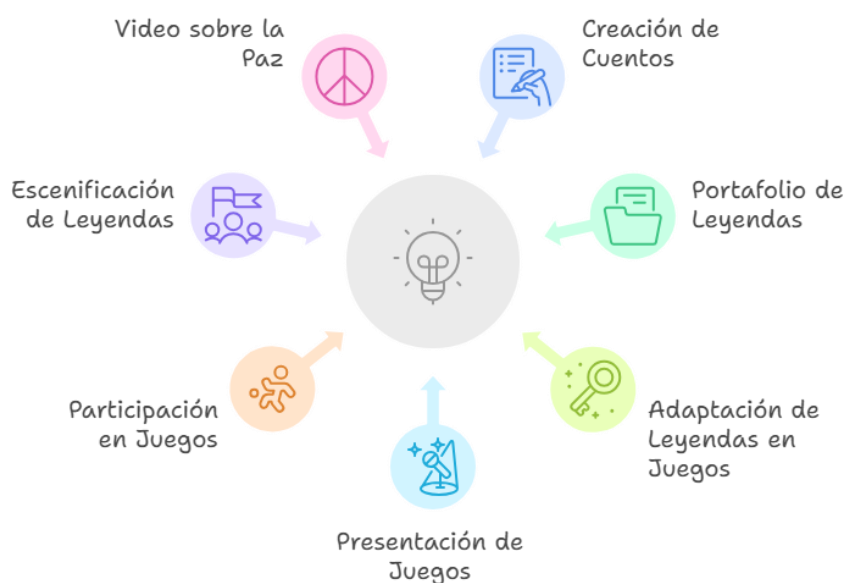 Video sobre la
Paz
Creación de
Cuentos
Escenificación
de Leyendas
Portafolio de
Leyendas
Participación
en Juegos
Adaptación de
Leyendas en
Juegos
Presentación de
Juegos